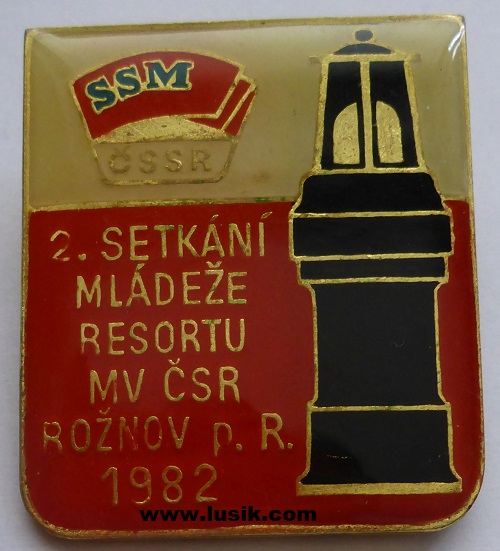 SSM
ČSSR
2. SETKÁNÍ
MLÁDEŽE
RESORTU
MV ČSR
ROŽNOV p. R.
1982
www.lusik.com